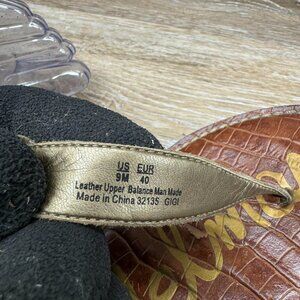 US EUR
9M 40
Leather Upper Balance Man Made
Made in China 32135 GIGI